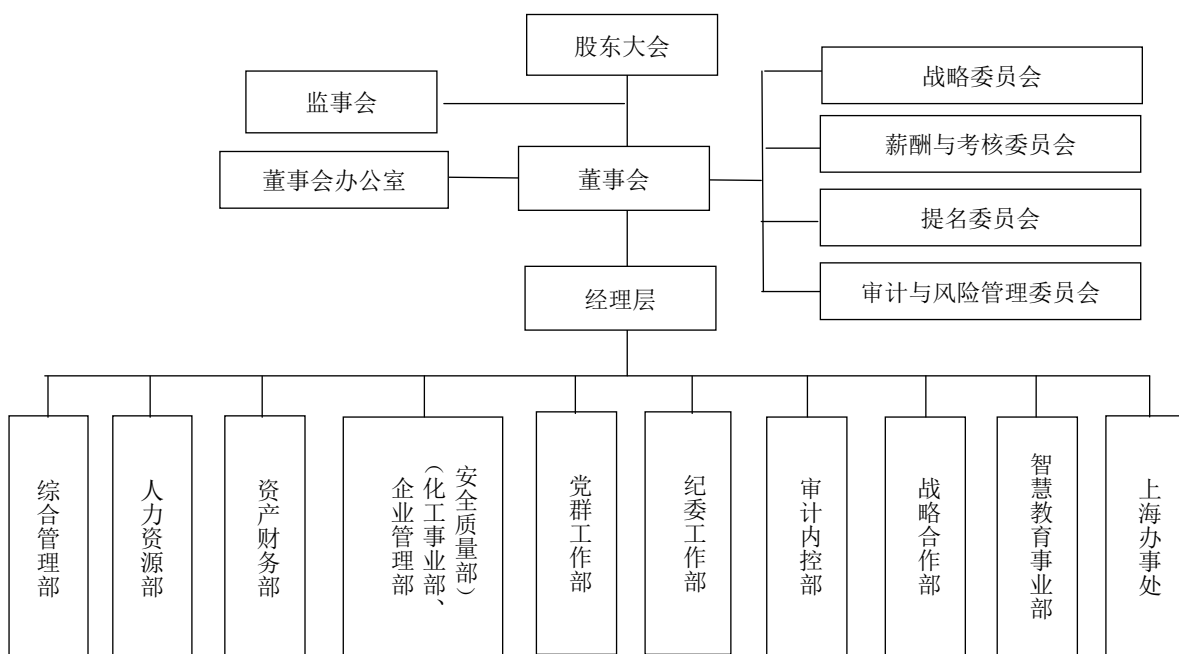 股东大会
监事会
战略委员会
薪酬与考核委员会
董事会办公室
董事会
提名委员会
经理层
审计与风险管理委员会
综合管理部
人力资源部
资产财务部
企业管理部
（化工事业部、
安全质量部）
党群工作部
纪委工作部
审计内控部
战略合作部
智慧教育事业部
上海办事处